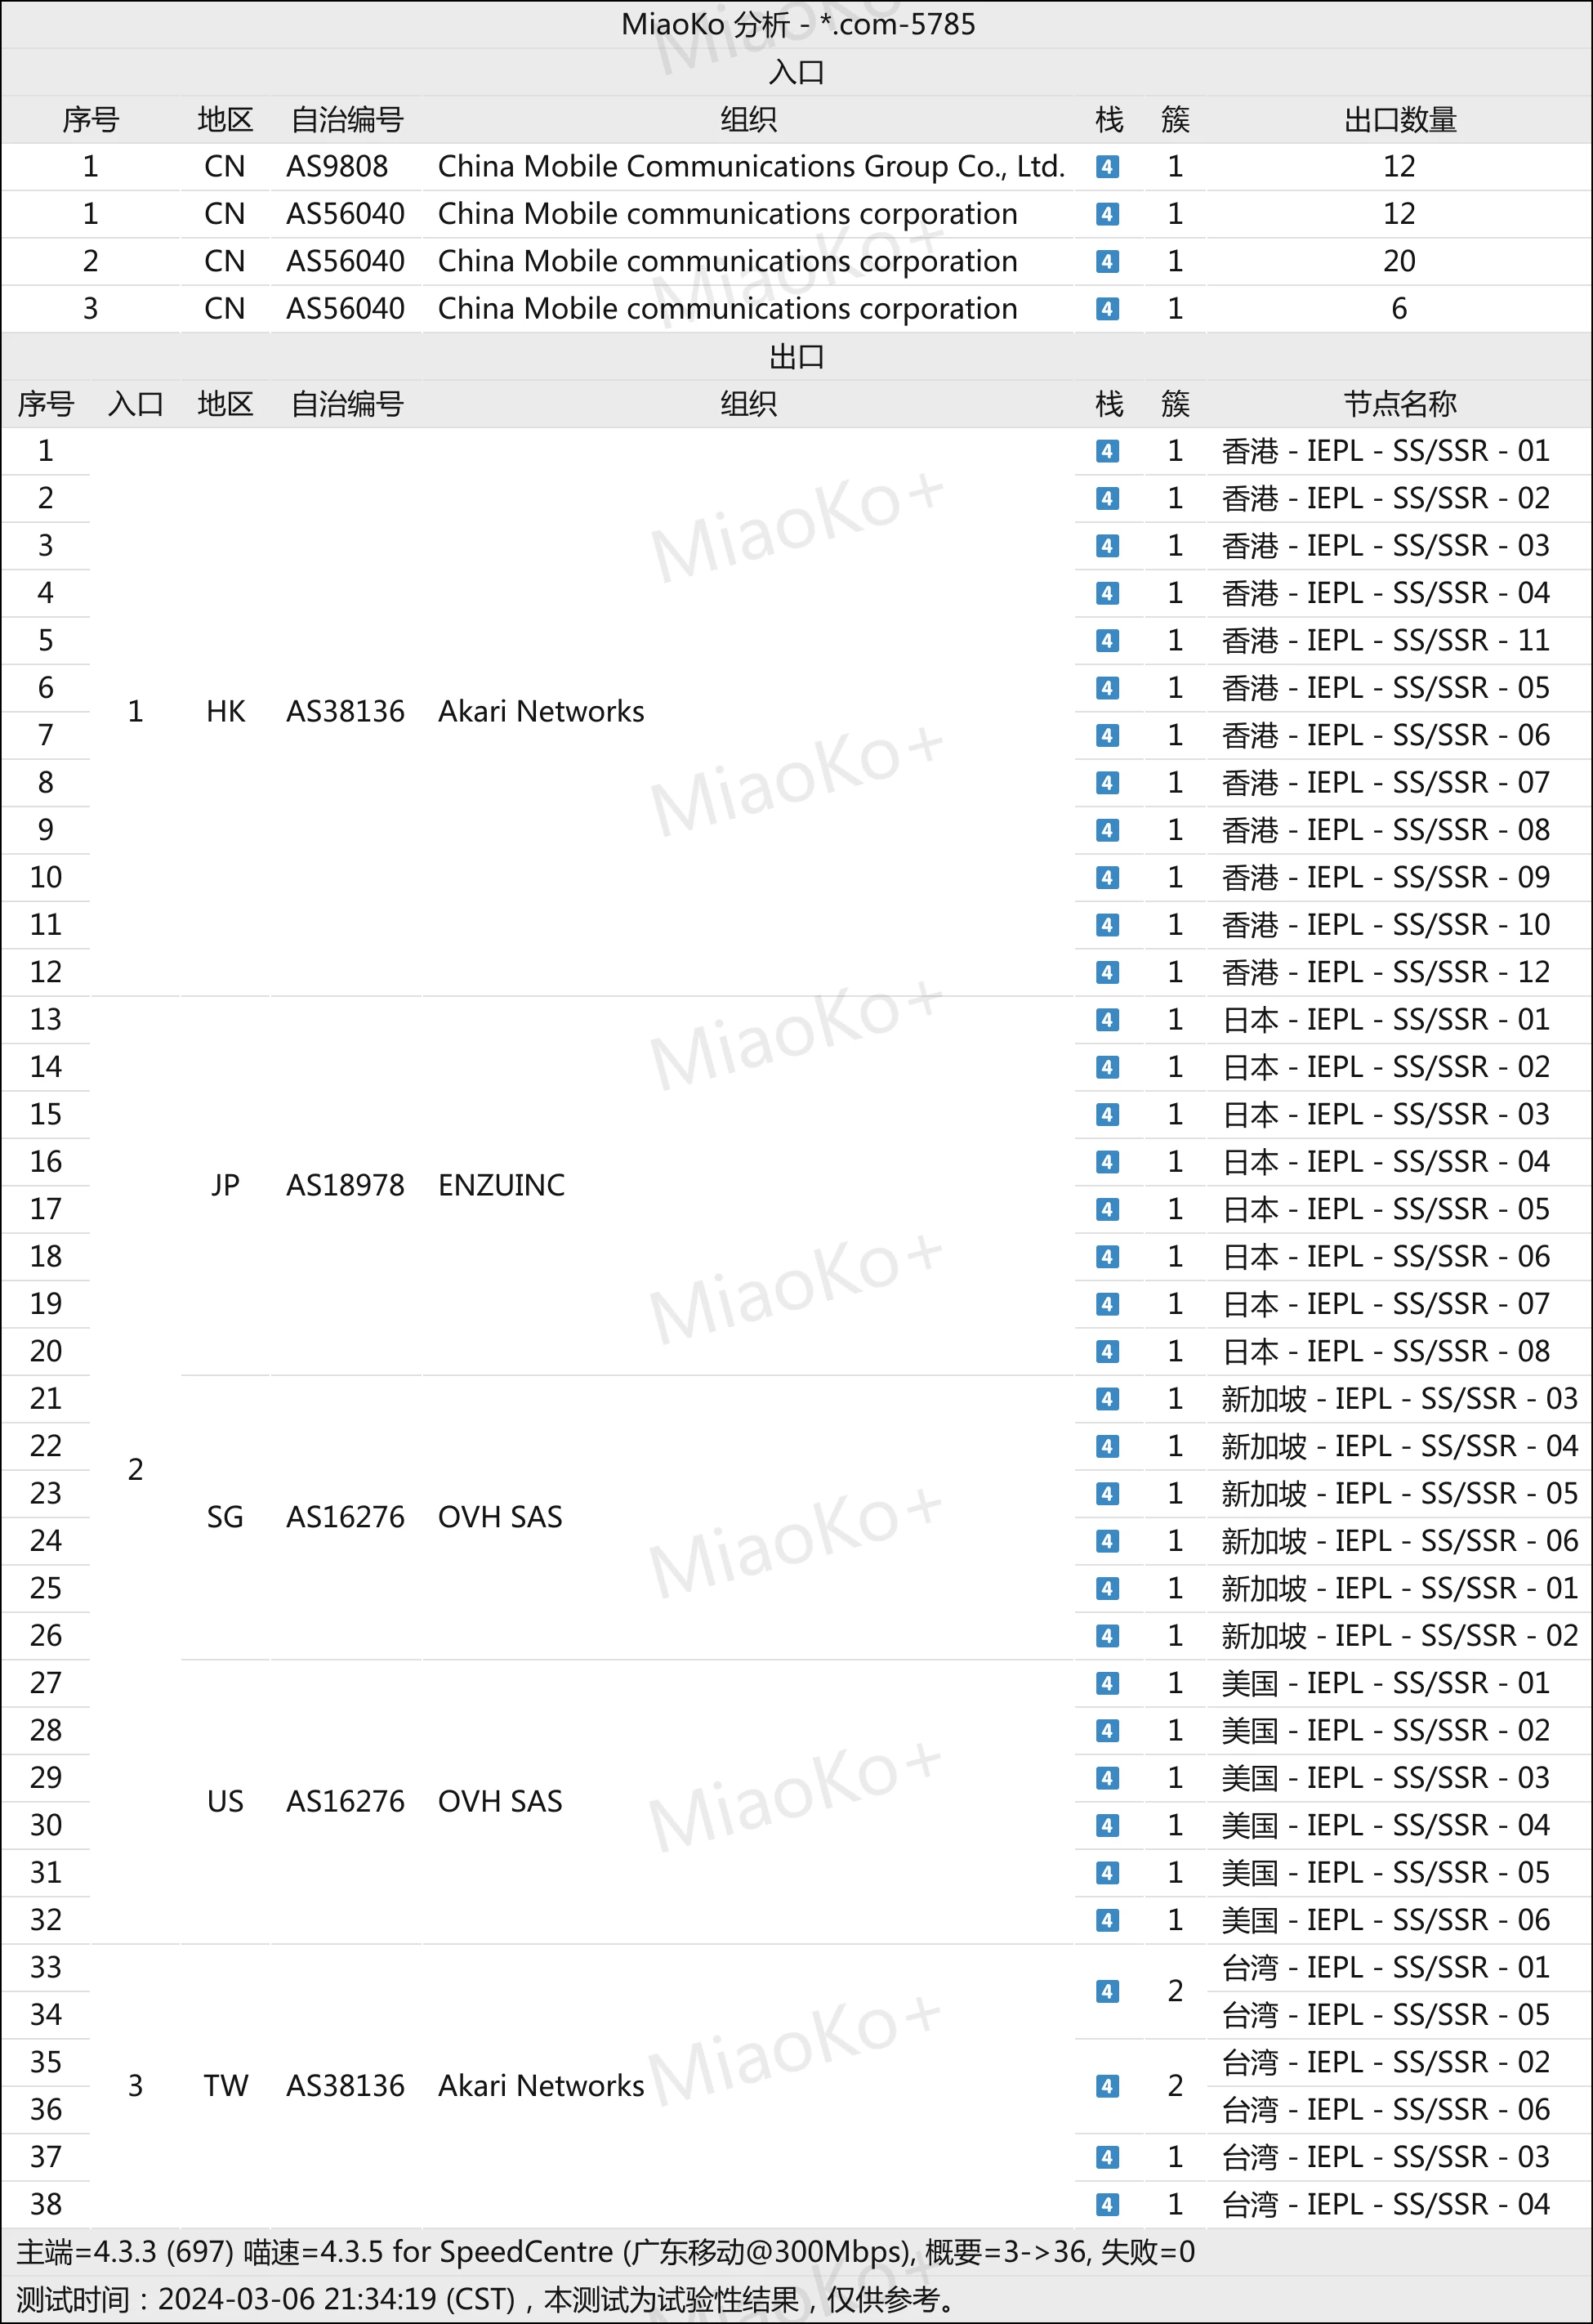 MiaoKo 分析 - *.com-5785
入口
序号 地区 自治编号 组织 栈 簇 出口数量
1 CN AS9808 China Mobile Communications Group Co., Ltd. 4 1 12
1 CN AS56040 China Mobile communications corporation 4 1 12
2 CN AS56040 China Mobile communications corporation 4 1 20
3 CN AS56040 China Mobile communications corporation 4 1 6
出口
序号 入口 地区 自治编号 组织 栈 簇 节点名称
1 4 1 香港 - IEPL - SS/SSR - 01
2 4 1 香港 - IEPL - SS/SSR - 02
3 4 1 香港 - IEPL - SS/SSR - 03
4 4 1 香港 - IEPL - SS/SSR - 04
5 4 1 香港 - IEPL - SS/SSR - 11
6 4 1 香港 - IEPL - SS/SSR - 05
1 HK AS38136 Akari Networks
7 4 1 香港 - IEPL - SS/SSR - 06
8 4 1 香港 - IEPL - SS/SSR - 07
9 4 1 香港 - IEPL - SS/SSR - 08
10 4 1 香港 - IEPL - SS/SSR - 09
11 4 1 香港 - IEPL - SS/SSR - 10
12 4 1 香港 - IEPL - SS/SSR - 12
13 4 1 日本 - IEPL - SS/SSR - 01
14 4 1 日本 - IEPL - SS/SSR - 02
15 4 1 日本 - IEPL - SS/SSR - 03
16 4 1 日本 - IEPL - SS/SSR - 04
JP AS18978 ENZUINC
17 4 1 日本 - IEPL - SS/SSR - 05
18 4 1 日本 - IEPL - SS/SSR - 06
19 4 1 日本 - IEPL - SS/SSR - 07
20 4 1 日本 - IEPL - SS/SSR - 08
21 4 1 新加坡 - IEPL - SS/SSR - 03
22 4 1 新加坡 - IEPL - SS/SSR - 04
2
23 4 1 新加坡 - IEPL - SS/SSR - 05
SG AS16276 OVH SAS
24 4 1 新加坡 - IEPL - SS/SSR - 06
25 4 1 新加坡 - IEPL - SS/SSR - 01
26 4 1 新加坡 - IEPL - SS/SSR - 02
27 4 1 美国 - IEPL - SS/SSR - 01
28 4 1 美国 - IEPL - SS/SSR - 02
29 4 1 美国 - IEPL - SS/SSR - 03
US AS16276 OVH SAS
30 4 1 美国 - IEPL - SS/SSR - 04
31 4 1 美国 - IEPL - SS/SSR - 05
32 4 1 美国 - IEPL - SS/SSR - 06
33 台湾 - IEPL - SS/SSR - 01
4 2
34 台湾 - IEPL - SS/SSR - 05
35 台湾 - IEPL - SS/SSR - 02
3 TW AS38136 Akari Networks 4 2
36 台湾 - IEPL - SS/SSR - 06
37 4 1 台湾 - IEPL - SS/SSR - 03
38 4 1 台湾 - IEPL - SS/SSR - 04
主端=4.3.3 (697) 喵速=4.3.5 for SpeedCentre (广东移动@300Mbps), 概要=3->36, 失败=0
测试时间：2024-03-06 21:34:19 (CST)，本测试为试验性结果，仅供参考。
MiaoKo+
MiaoKo+
MiaoKo+
MiaoKo+
MiaoKo+
MiaoKo+
MiaoKo+
MiaoKo+
MiaoKo+
MiaoKo+